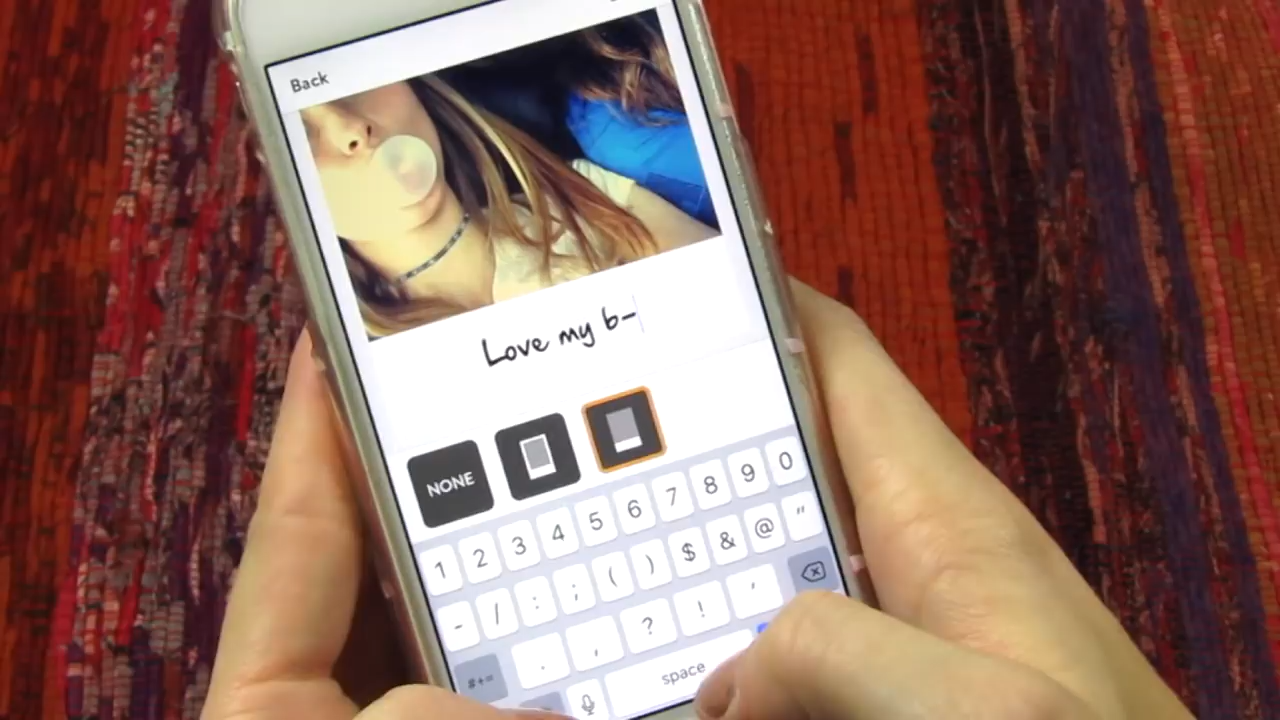 Back
Love my b-
NONE
1 2 3 4 5 6 7 8 9 0
- / : ; ( ) $ & @ "
#+= . , ? ! '
space